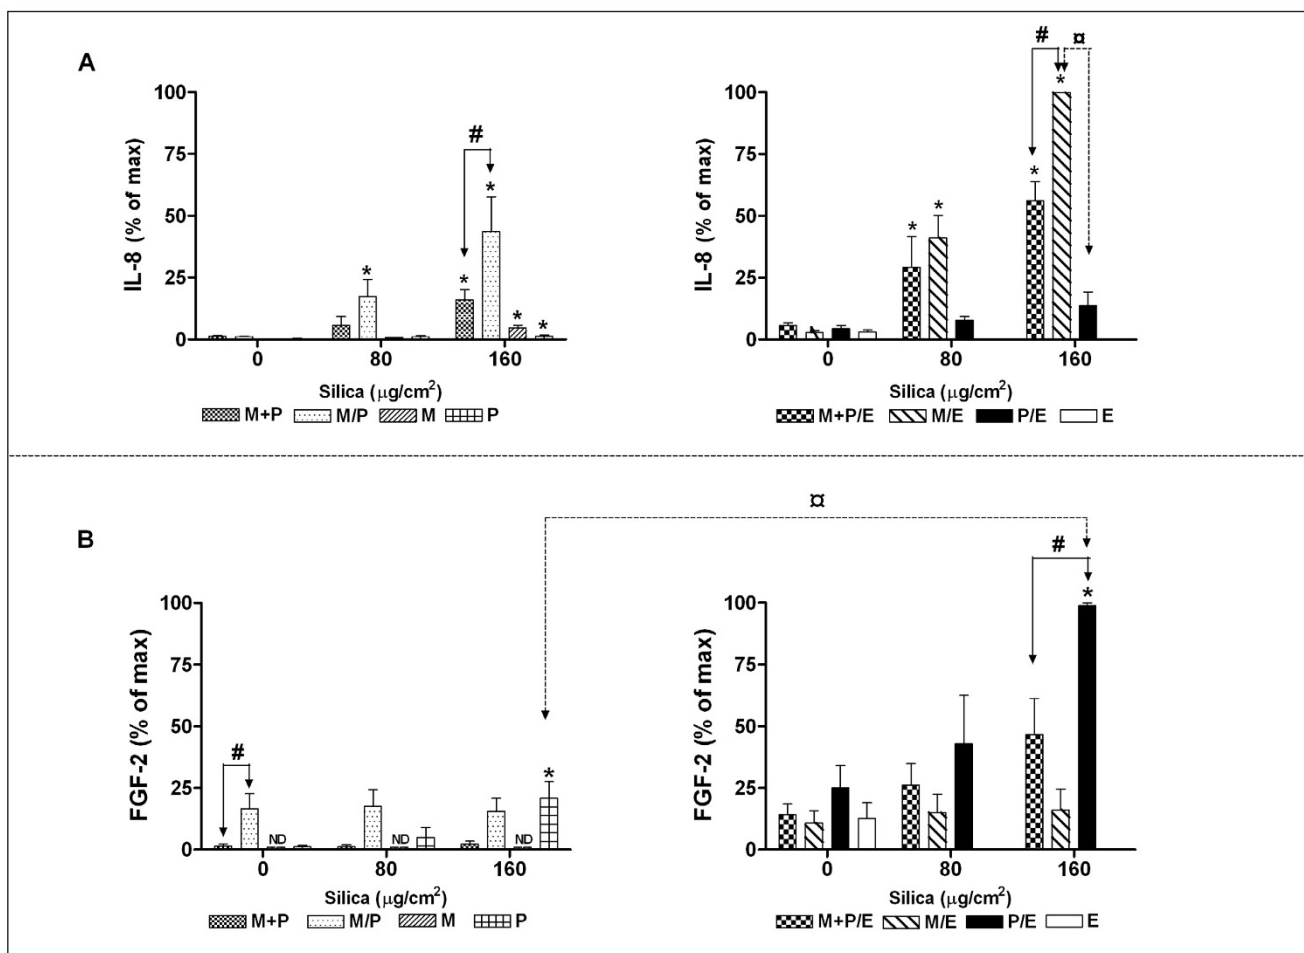 A
IL-8 (% of max)
100
75
50
25
0
#
*
*
*
*
*
0 80 160
Silica (µg/cm²)
M+P M/P M P
IL-8 (% of max)
100
75
50
25
0
# ¤
*
*
*
*
0 80 160
Silica (µg/cm²)
M+P/E M/E P/E E
B
¤
FGF-2 (% of max)
100
75
50
25
0
#
*
ND ND ND
0 80 160
Silica (µg/cm²)
M+P M/P M P
FGF-2 (% of max)
100
75
50
25
0
#
*
0 80 160
Silica (µg/cm²)
M+P/E M/E P/E E